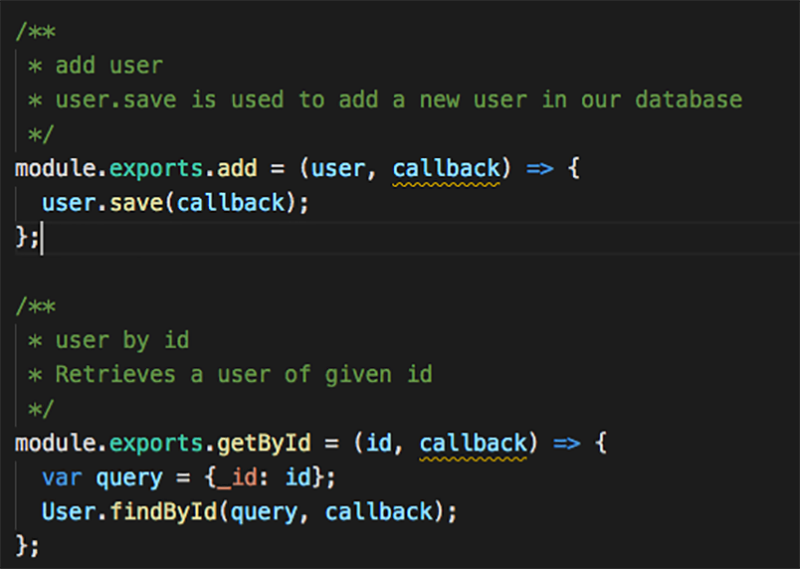 /**
 * add user
 * user.save is used to add a new user in our database
 */
module.exports.add = (user, callback) => {
  user.save(callback);
};
/**
 * user by id
 * Retrieves a user of given id
 */
module.exports.getById = (id, callback) => {
  var query = {_id: id};
  User.findById(query, callback);
};